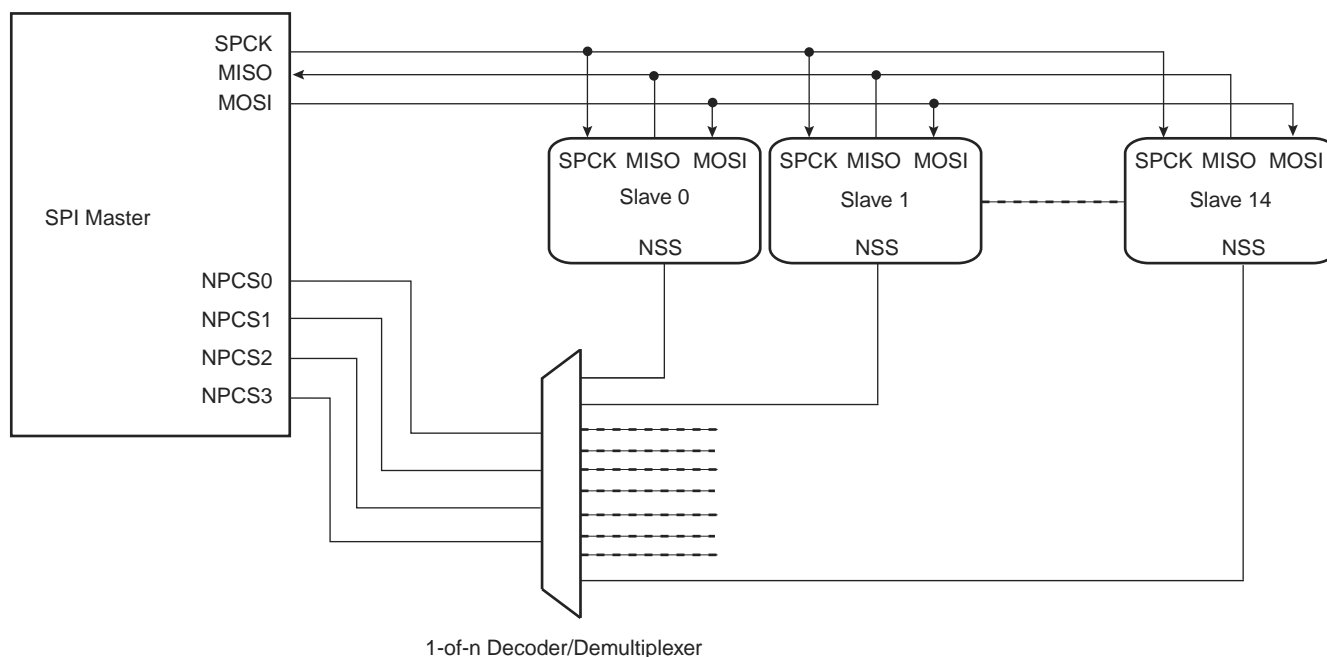 SPCK
MISO
MOSI
SPI Master
NPCS0
NPCS1
NPCS2
NPCS3
SPCK MISO MOSI
Slave 0
NSS
SPCK MISO MOSI
Slave 1
NSS
SPCK MISO MOSI
Slave 14
NSS
1-of-n Decoder/Demultiplexer